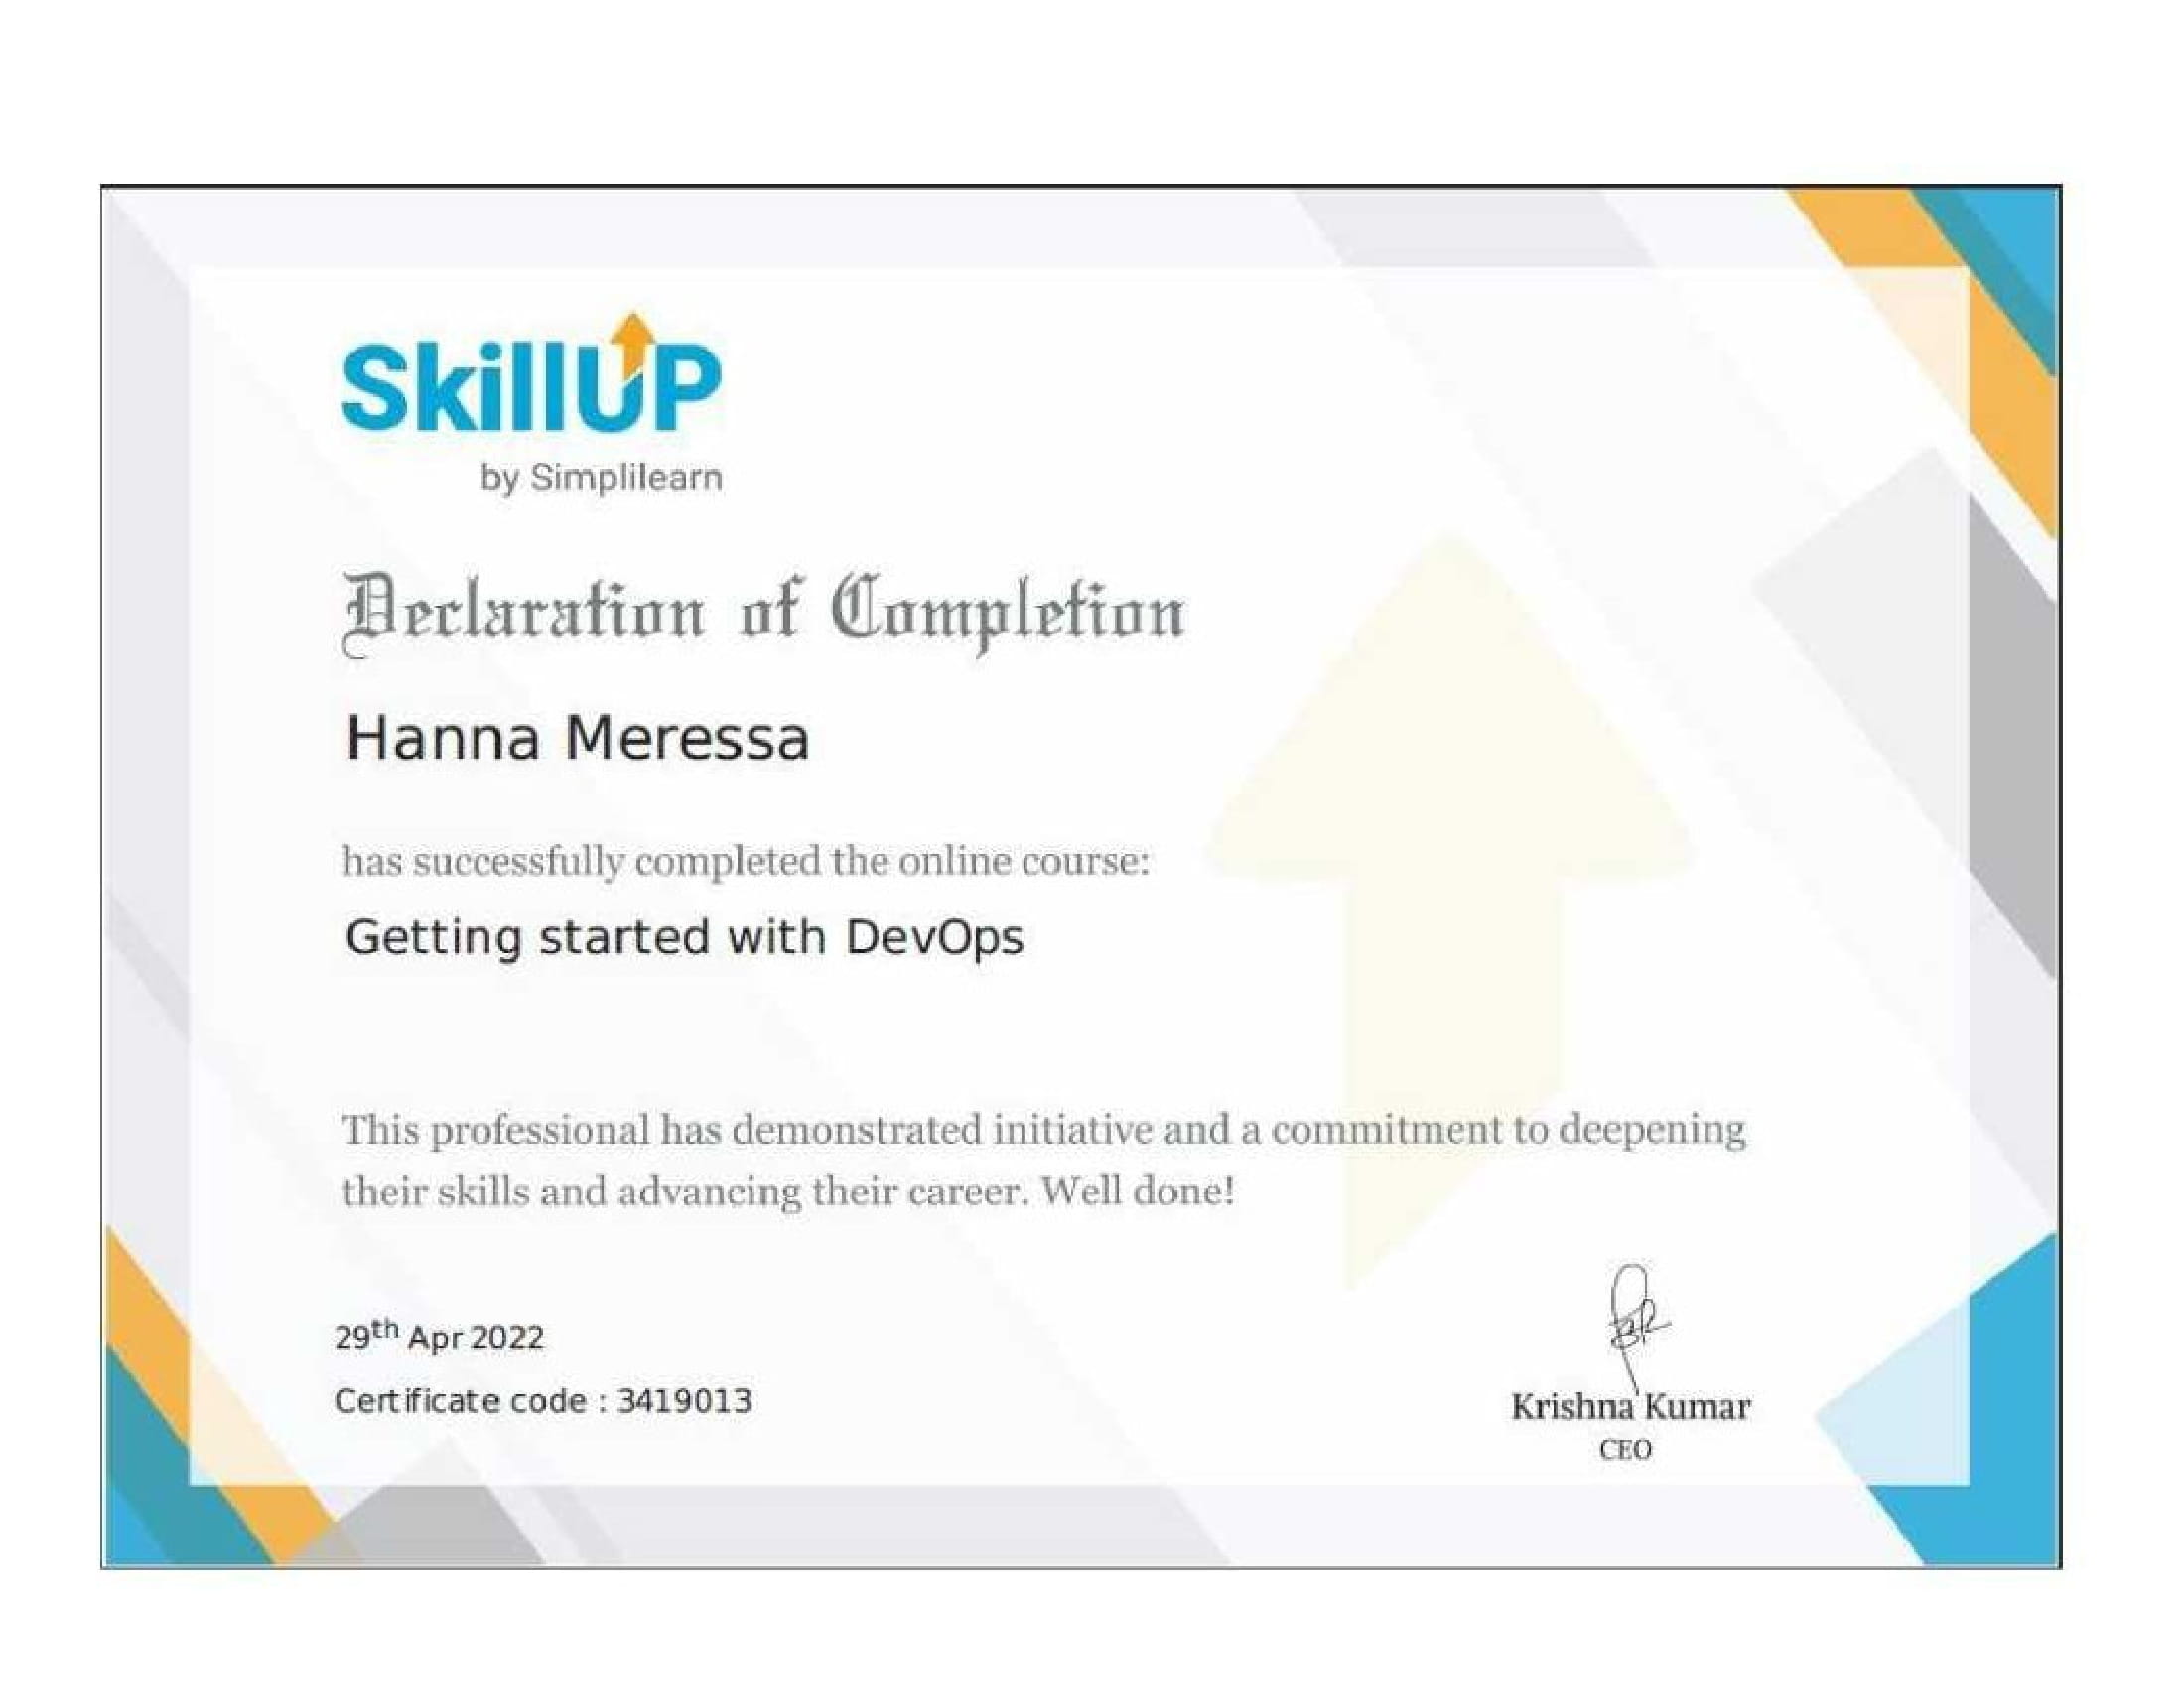 SkillUP
by Simplilearn
Declaration of Completion
Hanna Meressa
has successfully completed the online course:
Getting started with DevOps
This professional has demonstrated initiative and a commitment to deepening
their skills and advancing their career. Well done!
29th Apr 2022
Certificate code : 3419013
Krishna Kumar
CEO